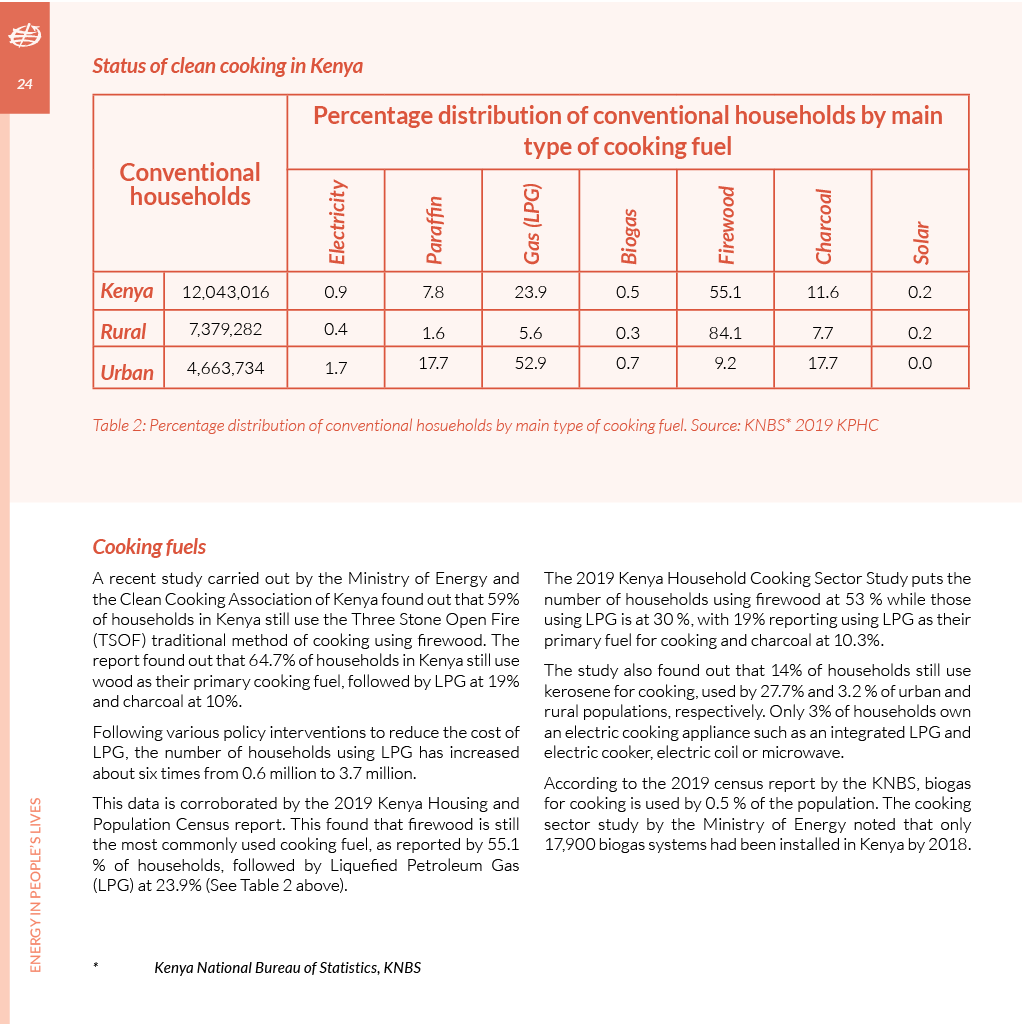 24
Status of clean cooking in Kenya
Conventional
households
Percentage distribution of conventional households by main
type of cooking fuel
Electricity
Paraffin
Gas (LPG)
Biogas
Firewood
Charcoal
Solar
Kenya 12,043,016 0.9 7.8 23.9 0.5 55.1 11.6 0.2
Rural 7,379,282 0.4 1.6 5.6 0.3 84.1 7.7 0.2
Urban 4,663,734 1.7 17.7 52.9 0.7 9.2 17.7 0.0
Table 2: Percentage distribution of conventional hosueholds by main type of cooking fuel. Source: KNBS* 2019 KPHC
Cooking fuels
A recent study carried out by the Ministry of Energy and
the Clean Cooking Association of Kenya found out that 59%
of households in Kenya still use the Three Stone Open Fire
(TSOF) traditional method of cooking using firewood. The
report found out that 64.7% of households in Kenya still use
wood as their primary cooking fuel, followed by LPG at 19%
and charcoal at 10%.
Following various policy interventions to reduce the cost of
LPG, the number of households using LPG has increased
about six times from 0.6 million to 3.7 million.
This data is corroborated by the 2019 Kenya Housing and
Population Census report. This found that firewood is still
the most commonly used cooking fuel, as reported by 55.1
% of households, followed by Liquefied Petroleum Gas
(LPG) at 23.9% (See Table 2 above).
The 2019 Kenya Household Cooking Sector Study puts the
number of households using firewood at 53 % while those
using LPG is at 30 %, with 19% reporting using LPG as their
primary fuel for cooking and charcoal at 10.3%.
The study also found out that 14% of households still use
kerosene for cooking, used by 27.7% and 3.2 % of urban and
rural populations, respectively. Only 3% of households own
an electric cooking appliance such as an integrated LPG and
electric cooker, electric coil or microwave.
According to the 2019 census report by the KNBS, biogas
for cooking is used by 0.5 % of the population. The cooking
sector study by the Ministry of Energy noted that only
17,900 biogas systems had been installed in Kenya by 2018.
ENERGY IN PEOPLE'S LIVES
* Kenya National Bureau of Statistics, KNBS